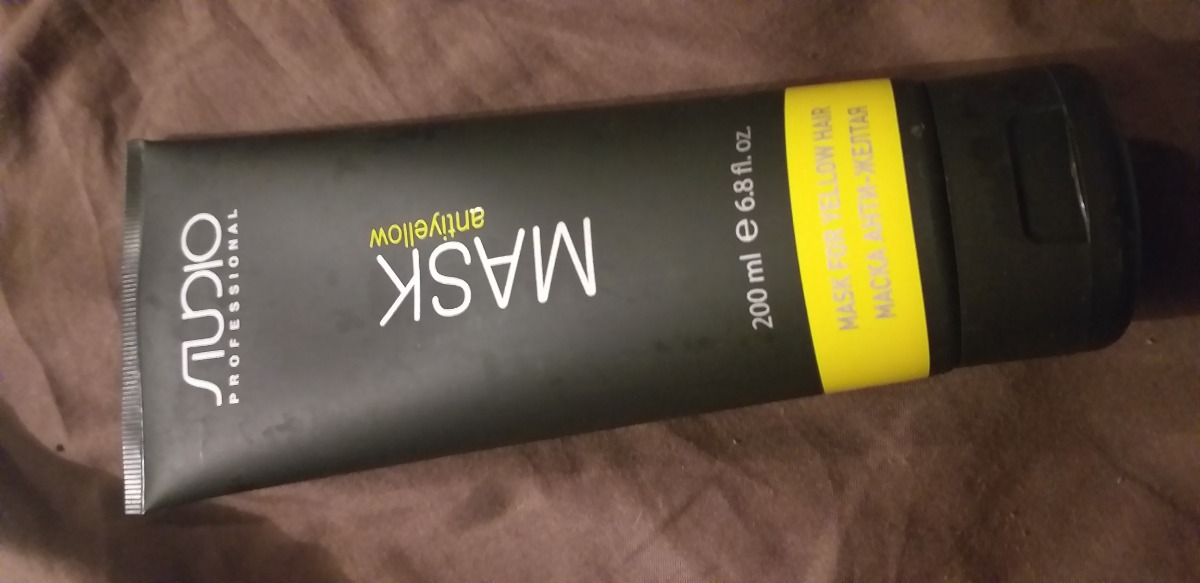 STUDIO
PROFESSIONAL
MASK
antiyellow
200 ml e 6.8 fl. oz.
MASK FOR YELLOW HAIR
МАСКА АНТИ-ЖЕЛТАЯ